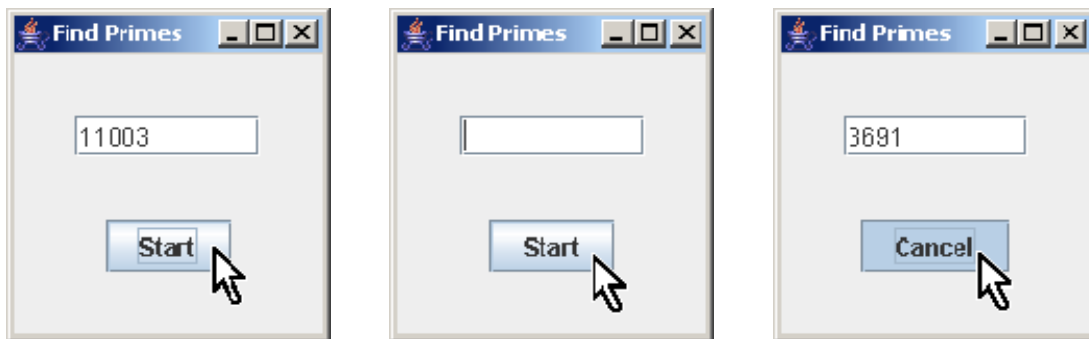 Find Primes
11003
Start
Find Primes
Start
Find Primes
3691
Cancel